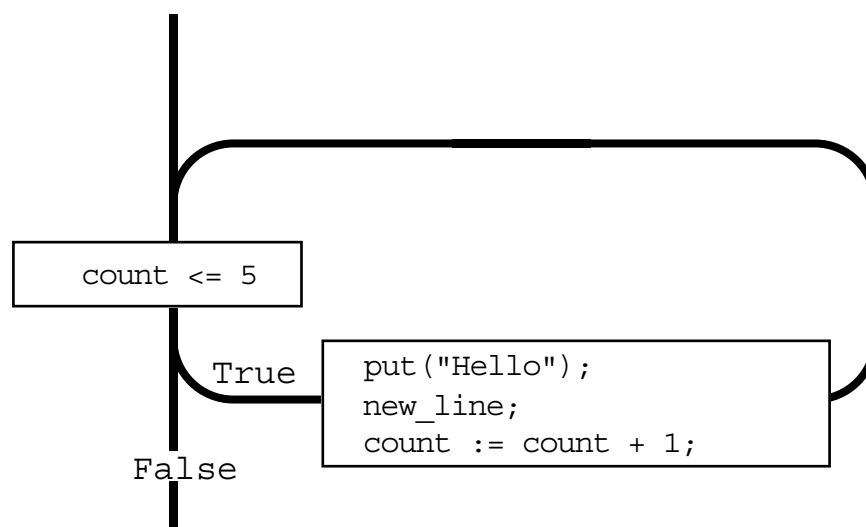 count <= 5
True
put("Hello");
new_line;
count := count + 1;
False